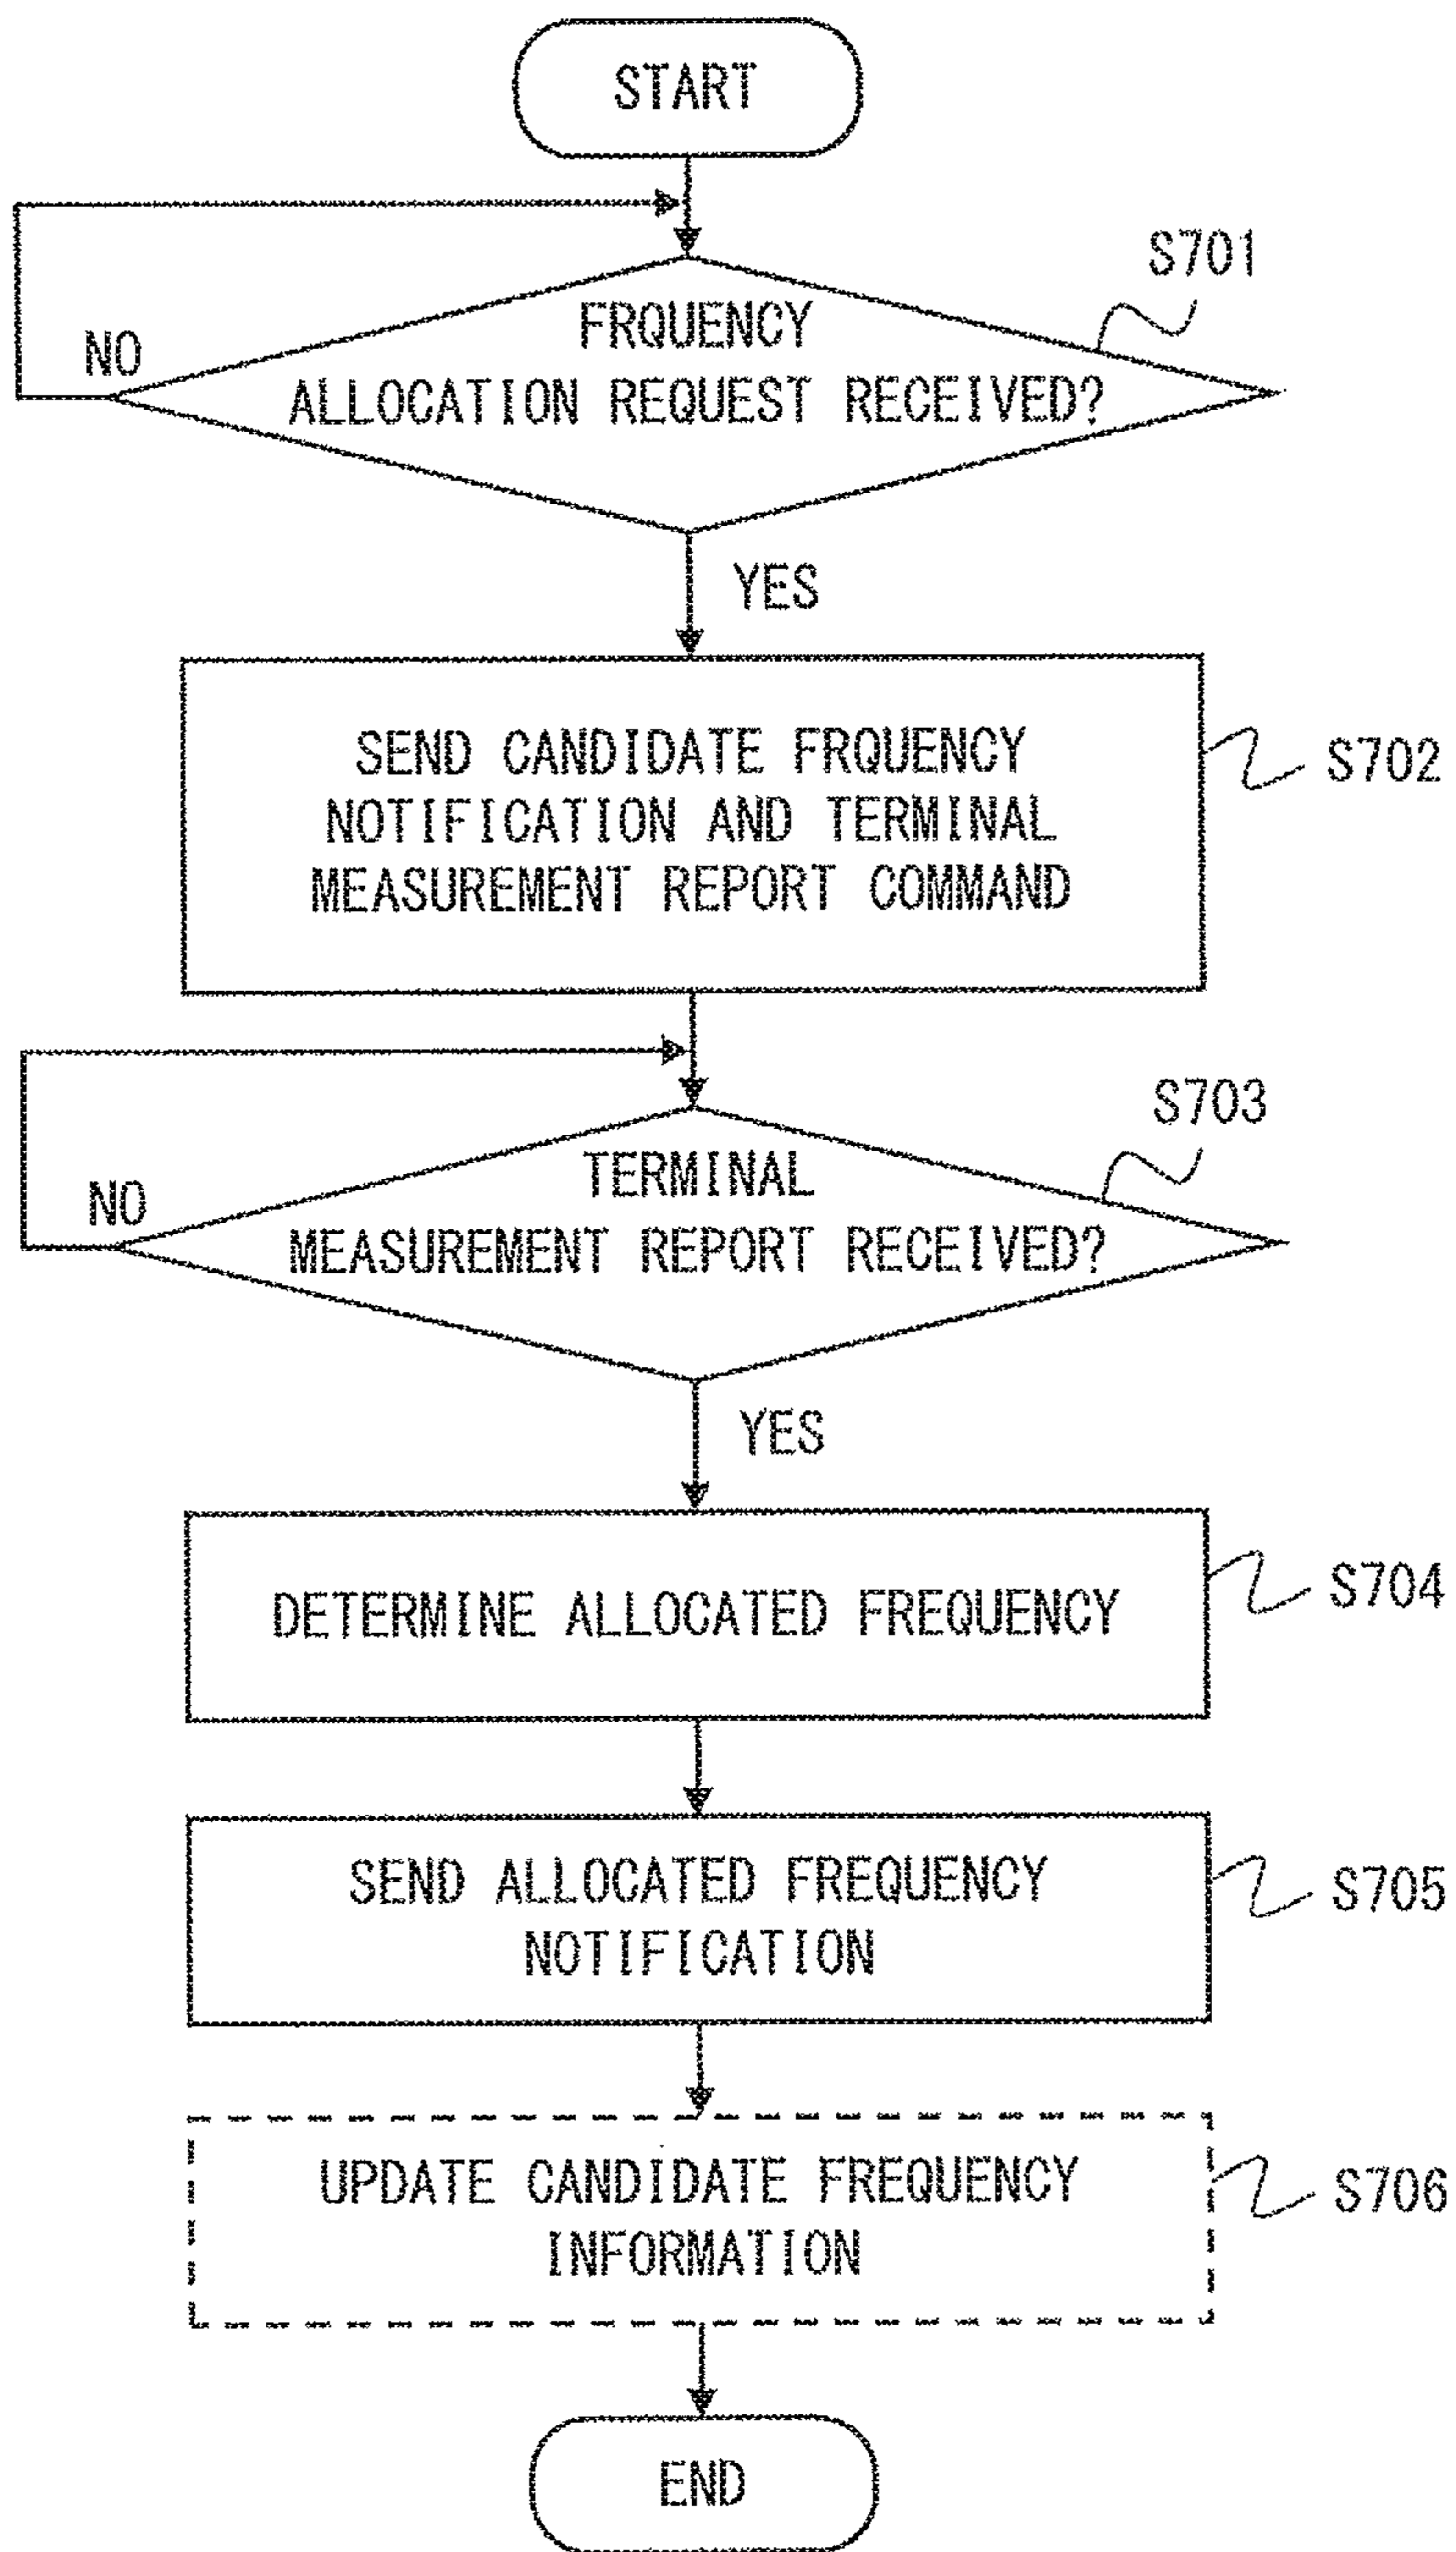 START
S701
FRQUENCY
NO
ALLOCATION REQUEST RECEIVED?
YES
SEND CANDIDATE FRQUENCY
S702
NOTIFICATION AND TERMINAL
MEASUREMENT REPORT COMMAND
S703
TERMINAL
NO
MEASUREMENT REPORT RECEIVED?
YES
S704
DETERMINE ALLOCATED FREQUENCY
SEND ALLOCATED FREQUENCY
S705
NOTIFICATION
UPDATE CANDIDATE FREQUENCY
S706
INFORMATION
END